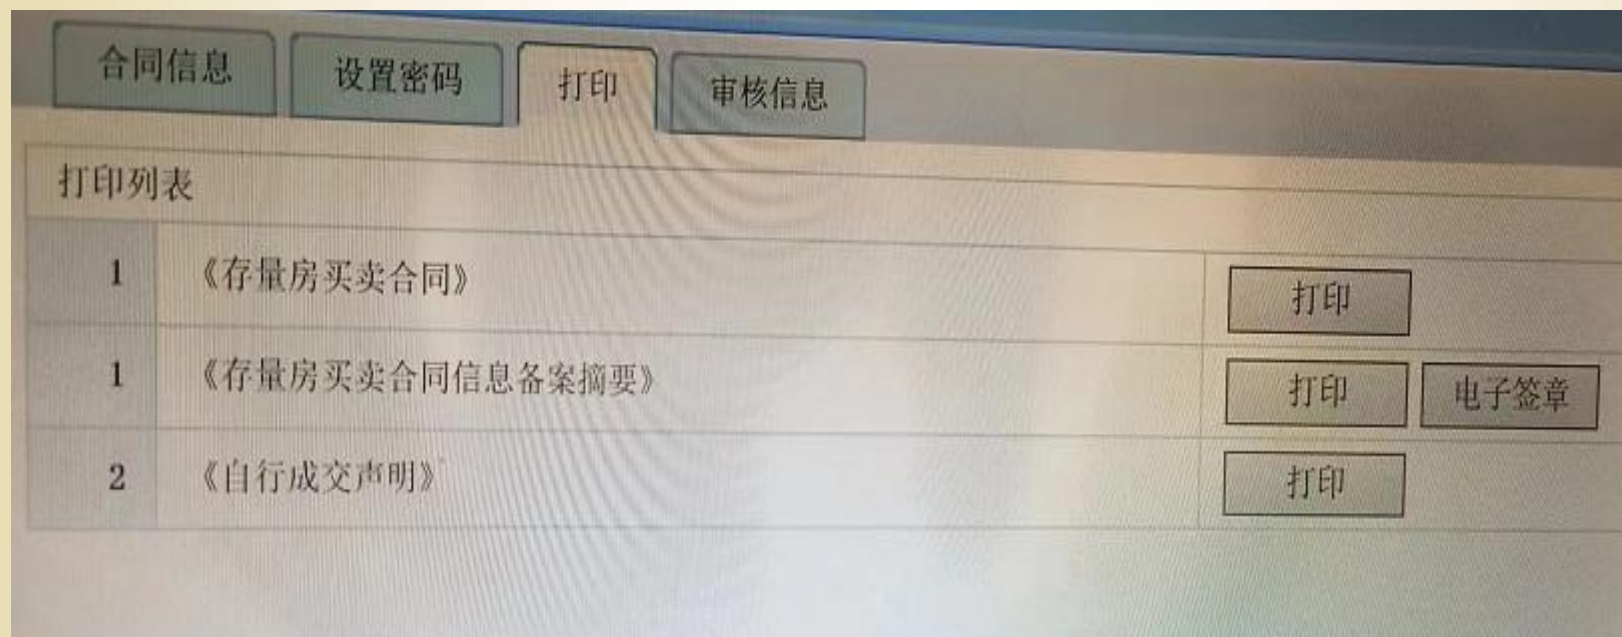 合同信息 设置密码 打印 审核信息
打印列表
1 《存量房买卖合同》 打印
1 《存量房买卖合同信息备案摘要》 打印 电子签章
2 《自行成交声明》 打印